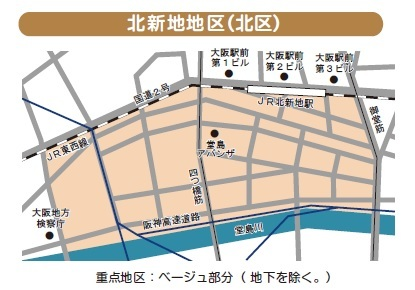 北新地地区(北区)
大阪駅前
第1ビル
大阪駅前
第2ビル
大阪駅前
第3ビル
国道2号
JR北新地駅
御堂筋
JR東西線
堂島
アバンザ
四つ橋筋
大阪地方
検察庁
阪神高速道路
堂島川
重点地区：ベージュ部分（地下を除く。）